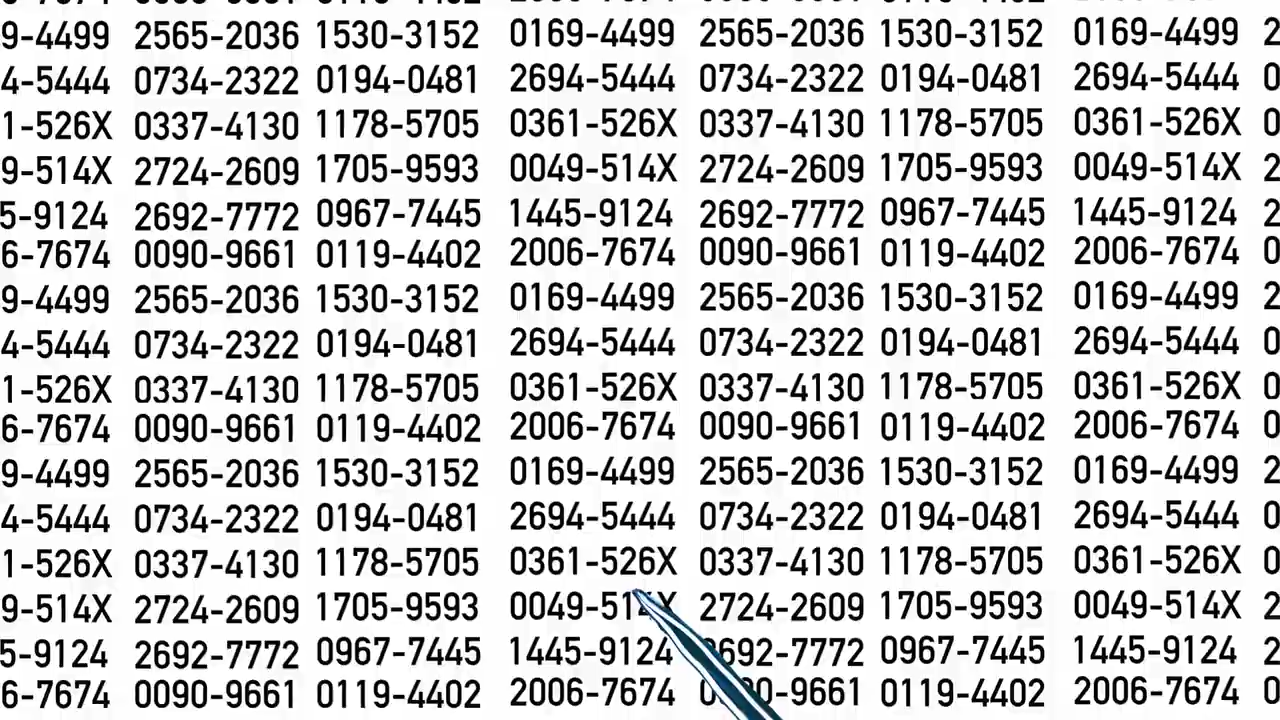 9-4499 2565-2036 1530-3152 0169-4499 2565-2036 1530-3152 0169-4499 2
4-5444 0734-2322 0194-0481 2694-5444 0734-2322 0194-0481 2694-5444 0
1-526X 0337-4130 1178-5705 0361-526X 0337-4130 1178-5705 0361-526X 0
9-514X 2724-2609 1705-9593 0049-514X 2724-2609 1705-9593 0049-514X 2
5-9124 2692-7772 0967-7445 1445-9124 2692-7772 0967-7445 1445-9124 2
6-7674 0090-9661 0119-4402 2006-7674 0090-9661 0119-4402 2006-7674 0
9-4499 2565-2036 1530-3152 0169-4499 2565-2036 1530-3152 0169-4499 2
4-5444 0734-2322 0194-0481 2694-5444 0734-2322 0194-0481 2694-5444 0
1-526X 0337-4130 1178-5705 0361-526X 0337-4130 1178-5705 0361-526X 0
6-7674 0090-9661 0119-4402 2006-7674 0090-9661 0119-4402 2006-7674 0
9-4499 2565-2036 1530-3152 0169-4499 2565-2036 1530-3152 0169-4499 2
4-5444 0734-2322 0194-0481 2694-5444 0734-2322 0194-0481 2694-5444 0
1-526X 0337-4130 1178-5705 0361-526X 0337-4130 1178-5705 0361-526X 0
9-514X 2724-2609 1705-9593 0049-514X 2724-2609 1705-9593 0049-514X 2
5-9124 2692-7772 0967-7445 1445-9124 2692-7772 0967-7445 1445-9124 2
6-7674 0090-9661 0119-4402 2006-7674 0119-4402 2006-7674 0